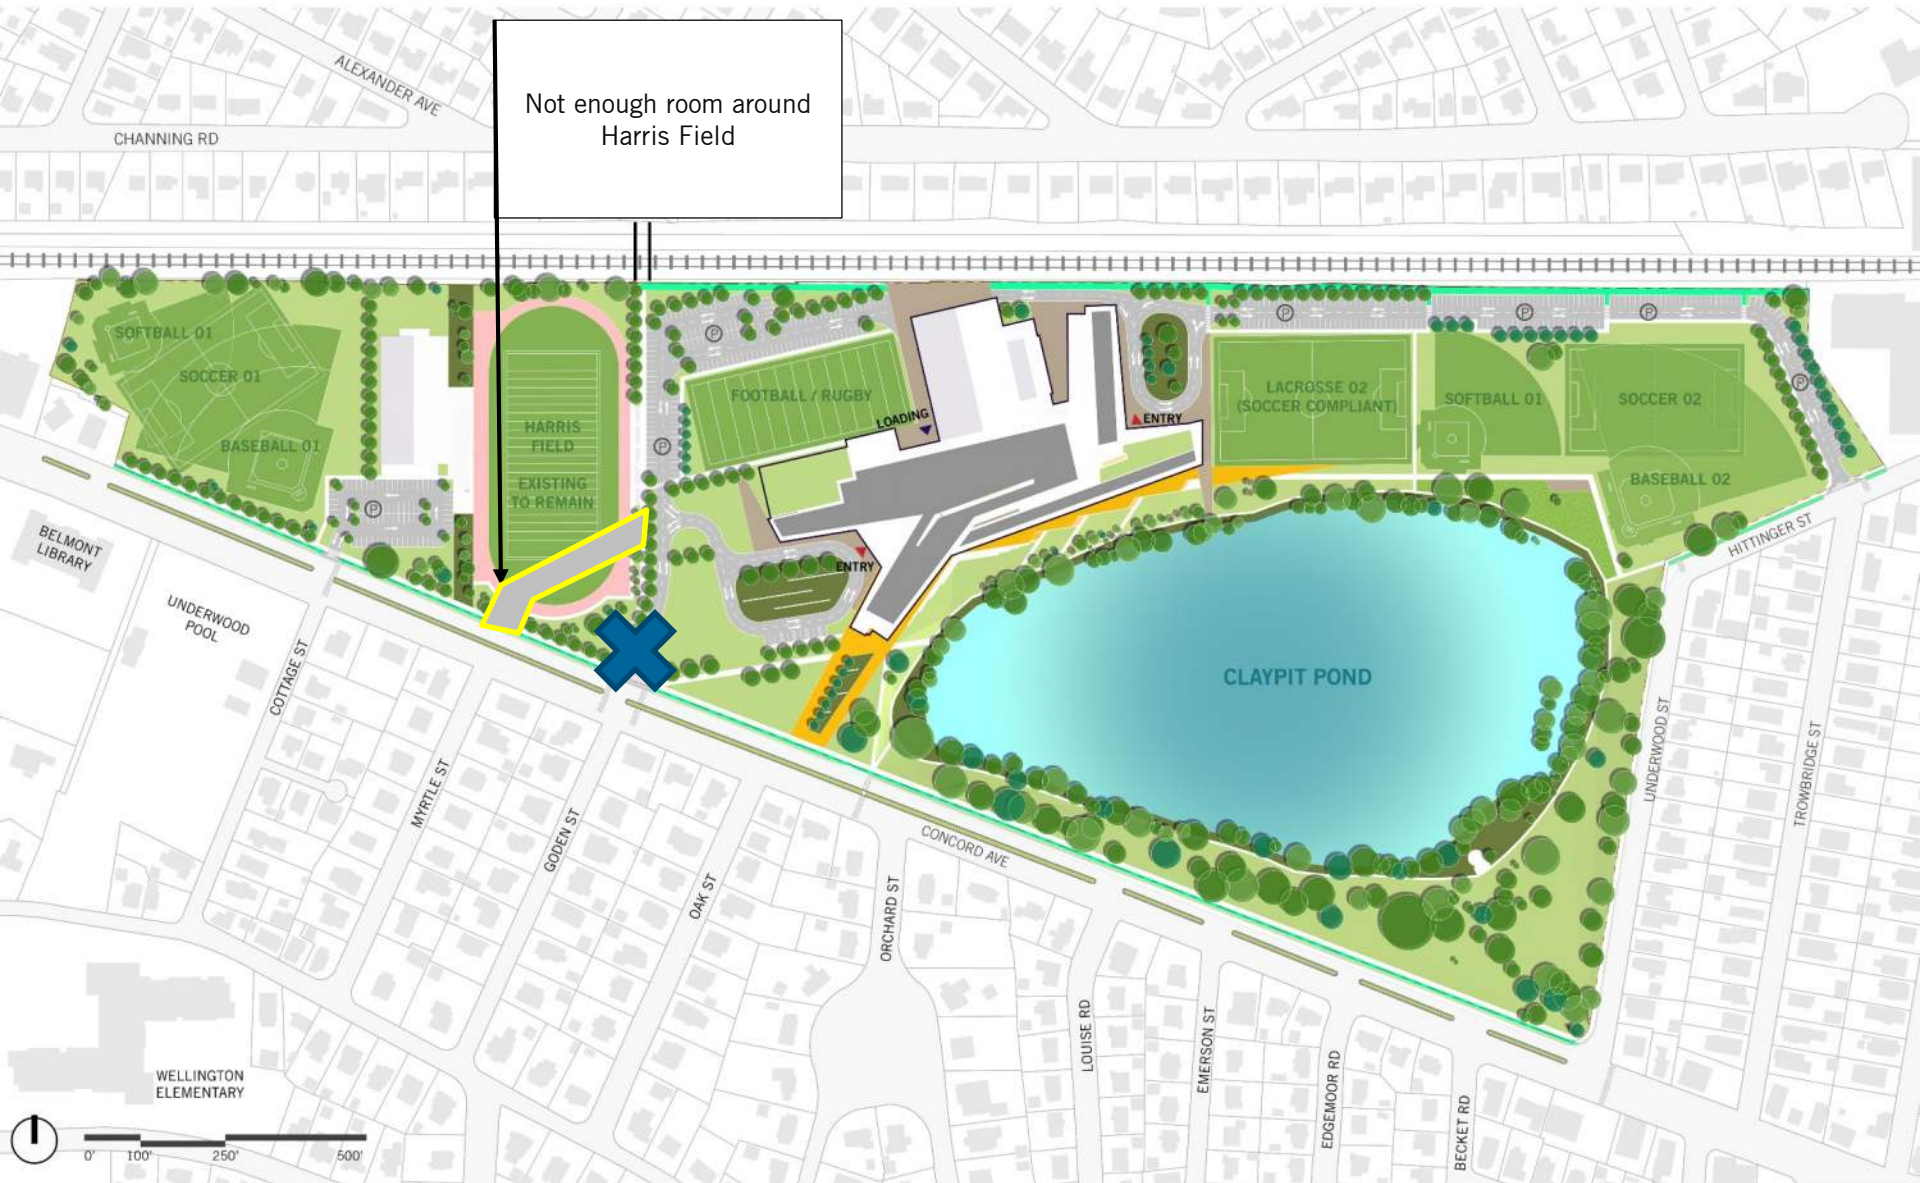 Not enough room around
Harris Field
ALEXANDER AVE
CHANNING RD
SOFTBALL 01
SOCCER 01
BASEBALL 01
P
HARRIS
FIELD
EXISTING
TO REMAIN
P
P
FOOTBALL / RUGBY
LOADING
ENTRY
ENTRY
P
P
P
P
LACROSSE 02
(SOCCER COMPLIANT)
SOFTBALL 01
SOCCER 02
BASEBALL 02
HITTINGER ST
BELMONT
LIBRARY
UNDERWOOD
POOL
COTTAGE ST
MYRTLE ST
GODEN ST
OAK ST
ORCHARD ST
CONCORD AVE
CLAYPIT POND
UNDERWOOD ST
TROWBRIDGE ST
LOUISE RD
EMERSON ST
EDGEMOOR RD
BECKET RD
WELLINGTON
ELEMENTARY
0' 100' 250' 500'